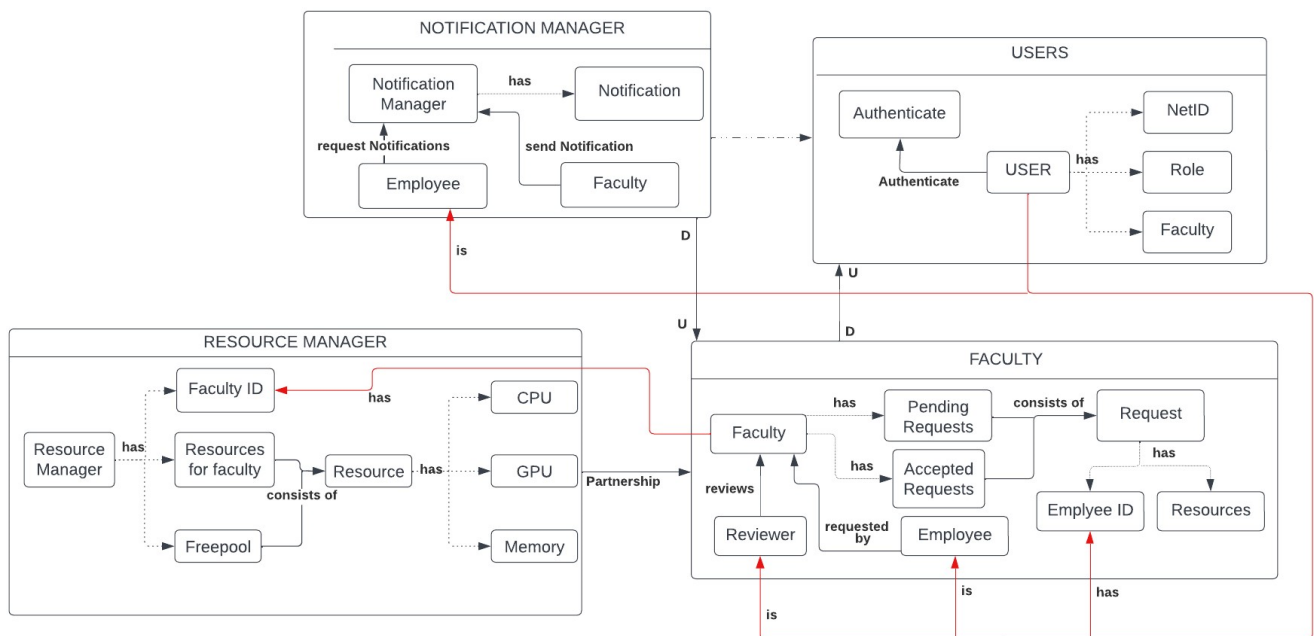 NOTIFICATION MANAGER
Notification
Manager
has
Notification
request Notifications
send Notification
Employee
Faculty
USERS
Authenticate
NetID
USER
has
Role
Authenticate
Faculty
is
D
U
U
D
RESOURCE MANAGER
Faculty ID
has
CPU
Resource
Manager
has
Resources
for faculty
Resource
has
GPU
consists of
Freepool
Memory
Partnership
FACULTY
Faculty
has
Pending
Requests
consists of
Request
has
Accepted
Requests
has
reviews
Emplyee ID
Resources
Reviewer
requested
by
Employee
is
is
has